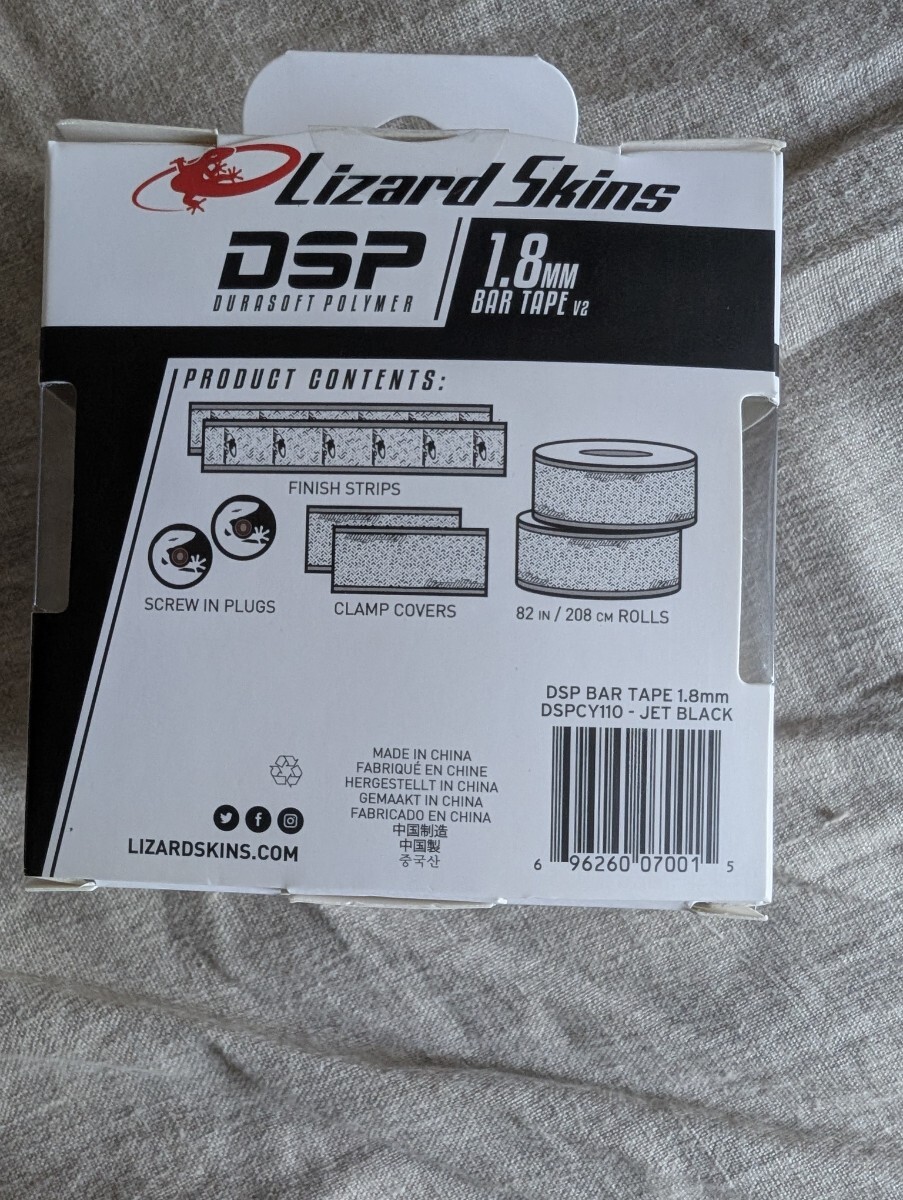 Lizard Skins
DSP
DURASOFT POLYMER
1.8MM
BAR TAPE V2
PRODUCT CONTENTS:
FINISH STRIPS
SCREW IN PLUGS
CLAMP COVERS
82 IN / 208 CM ROLLS
DSP BAR TAPE 1.8mm
DSPCY110 - JET BLACK
MADE IN CHINA
FABRIQUÉ EN CHINE
HERGESTELLT IN CHINA
GEMAAKT IN CHINA
FABRICADO EN CHINA
中国制造
中国製
중국산
LIZARDSKINS.COM
6 96260 07001 5